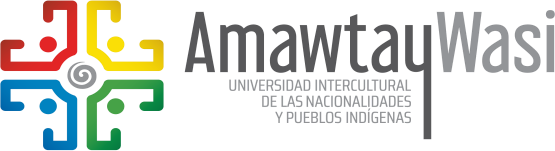 AmawtayWasi
UNIVERSIDAD INTERCULTURAL
DE LAS NACIONALIDADES
Y PUEBLOS INDÍGENAS